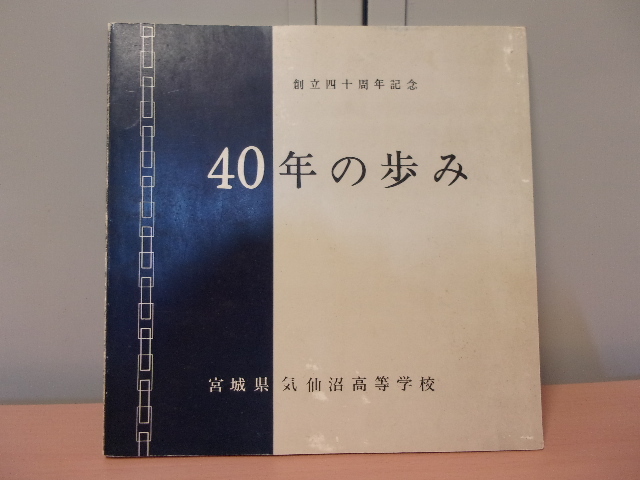 創立四十周年記念
40年の歩み
宮城県気仙沼高等学校